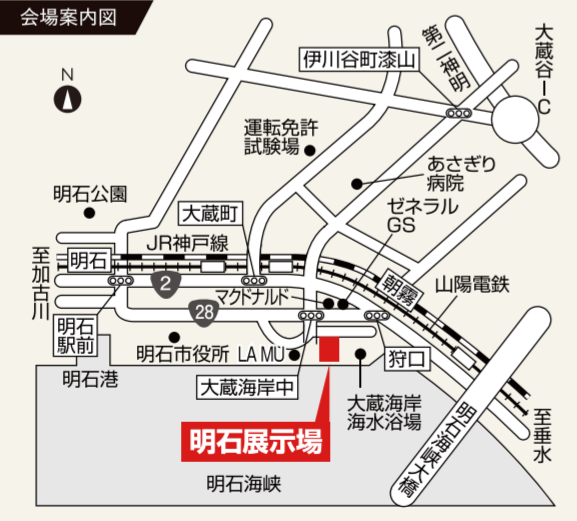 会場案内図
N
伊川谷町漆山
第二神明
大蔵谷IC
運転免許
試験場
あさぎり
病院
明石公園
大蔵町
ゼネラル
GS
至加古川
明石
JR神戸線
2
朝霧
山陽電鉄
28
マクドナルド
明石
駅前
明石市役所
LA MU
狩口
明石港
大蔵海岸中
大蔵海岸
海水浴場
明石展示場
明石海峡大橋
至垂水
明石海峡